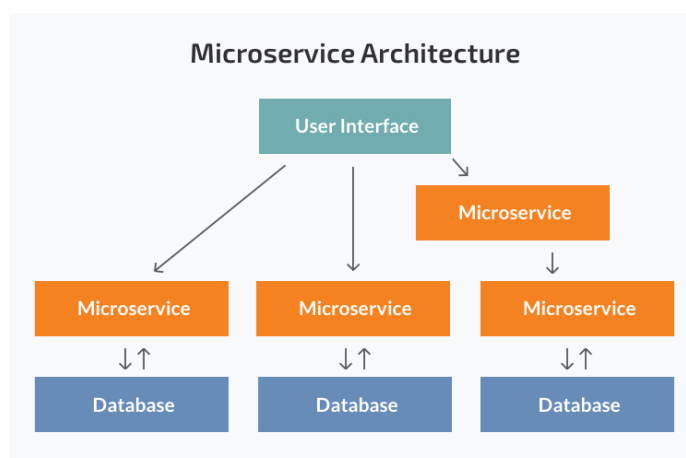 Microservice Architecture
User Interface
Microservice
Microservice
Microservice
Microservice
Database
Database
Database